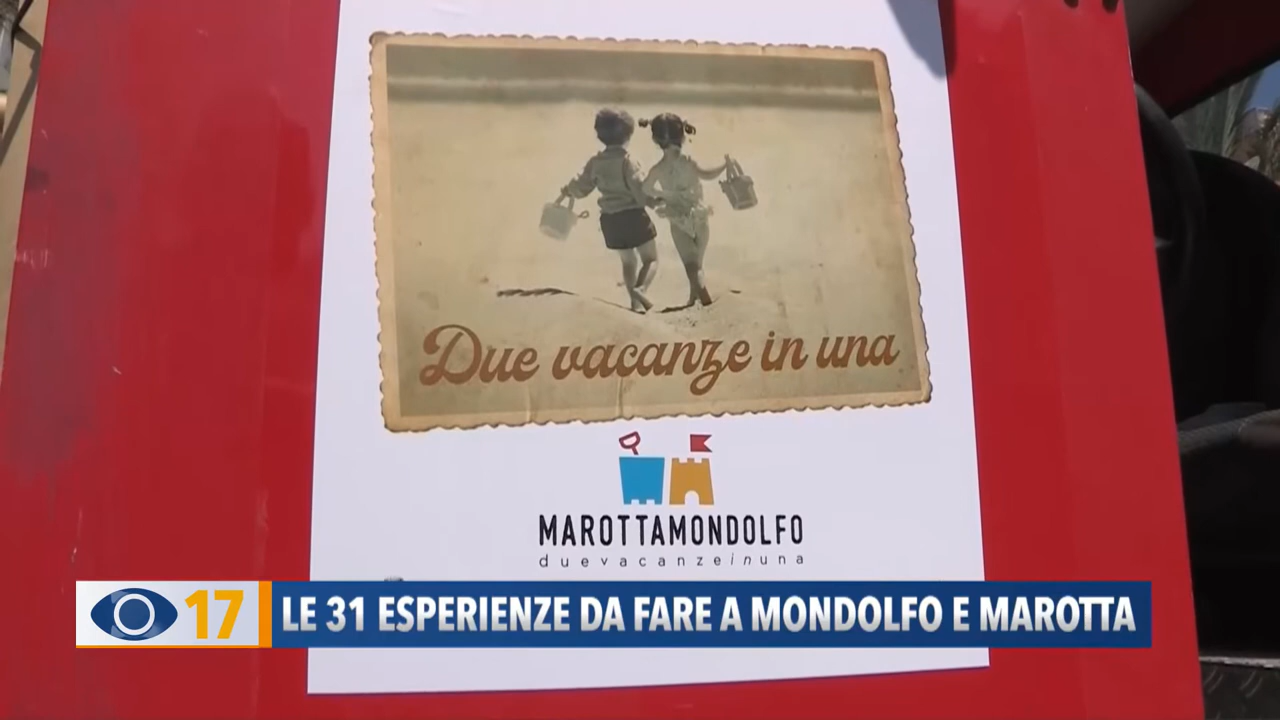 Due vacanze in una
MAROTTAMONDOLFO
duevacanzeinuna
17
LE 31 ESPERIENZE DA FARE A MONDOLFO E MAROTTA